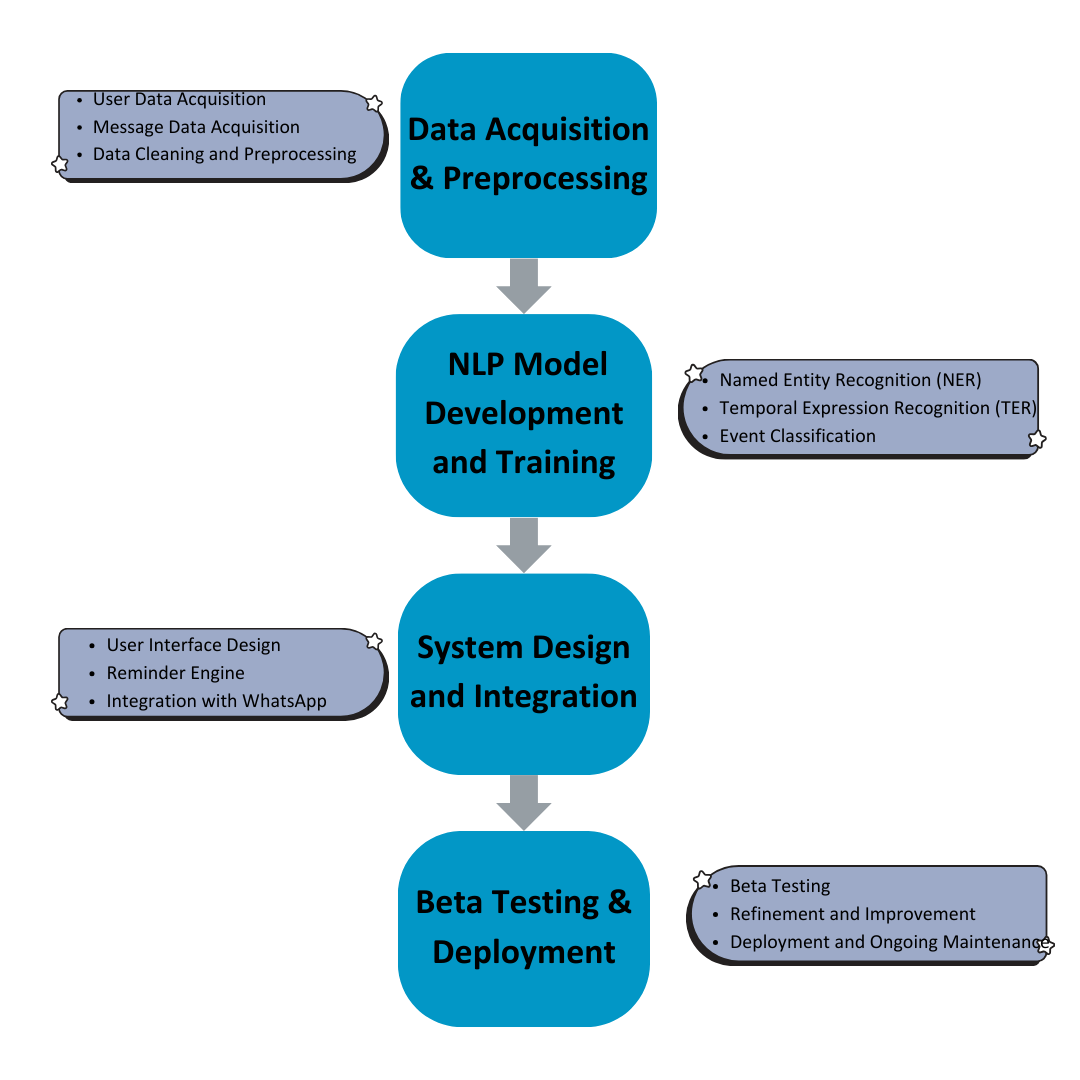 • User Data Acquisition
• Message Data Acquisition
• Data Cleaning and Preprocessing
Data Acquisition
& Preprocessing
NLP Model
Development
and Training
• Named Entity Recognition (NER)
• Temporal Expression Recognition (TER)
• Event Classification
• User Interface Design
• Reminder Engine
• Integration with WhatsApp
System Design
and Integration
Beta Testing &
Deployment
• Beta Testing
• Refinement and Improvement
• Deployment and Ongoing Maintenance